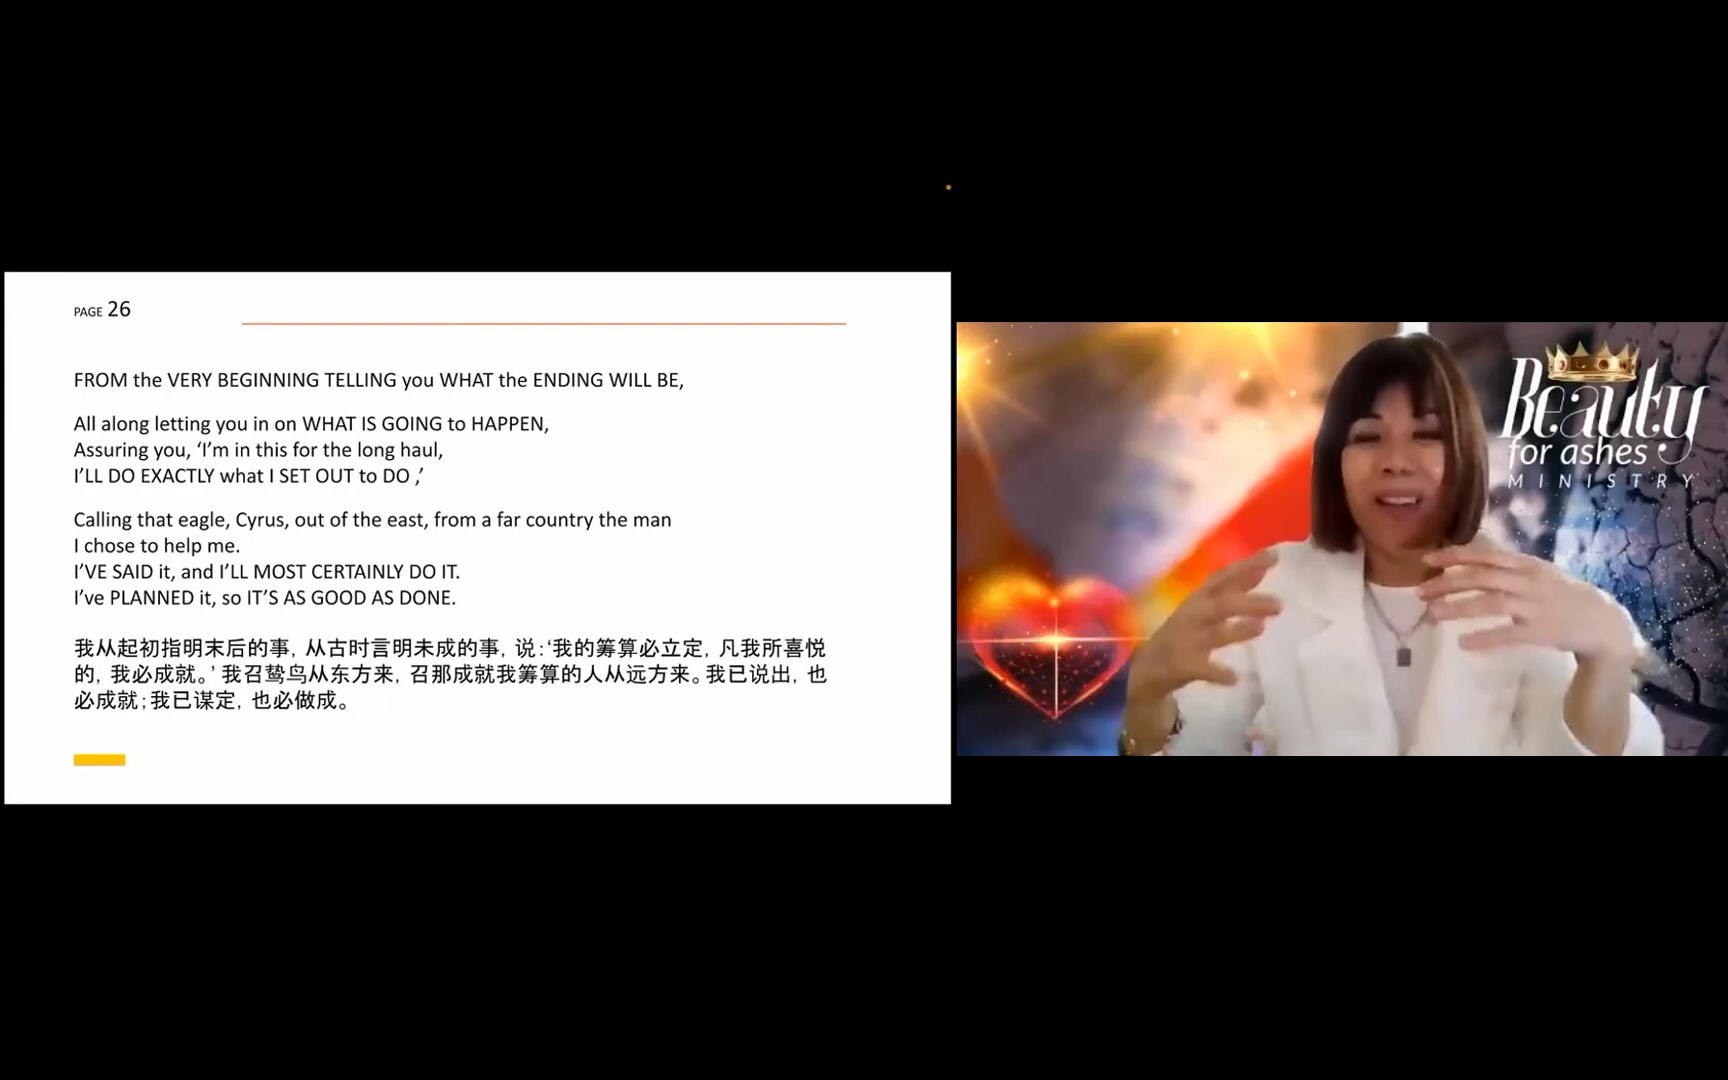 PAGE 26
FROM the VERY BEGINNING TELLING you WHAT the ENDING WILL BE,
All along letting you in on WHAT IS GOING to HAPPEN,
Assuring you, ‘I’m in this for the long haul,
I’LL DO EXACTLY what I SET OUT to DO ,’
Calling that eagle, Cyrus, out of the east, from a far country the man
I chose to help me.
I’VE SAID it, and I’LL MOST CERTAINLY DO IT.
I’ve PLANNED it, so IT’S AS GOOD AS DONE.
我从起初指明末后的事, 从古时言明未成的事, 说:‘我的筹算必立定, 凡我所喜悦
的, 我必成就。’ 我召鸷鸟从东方来, 召那成就我筹算的人从远方来。我已说出, 也
必成就;我已谋定, 也必做成。
Beauty
for ashes
MINISTRY